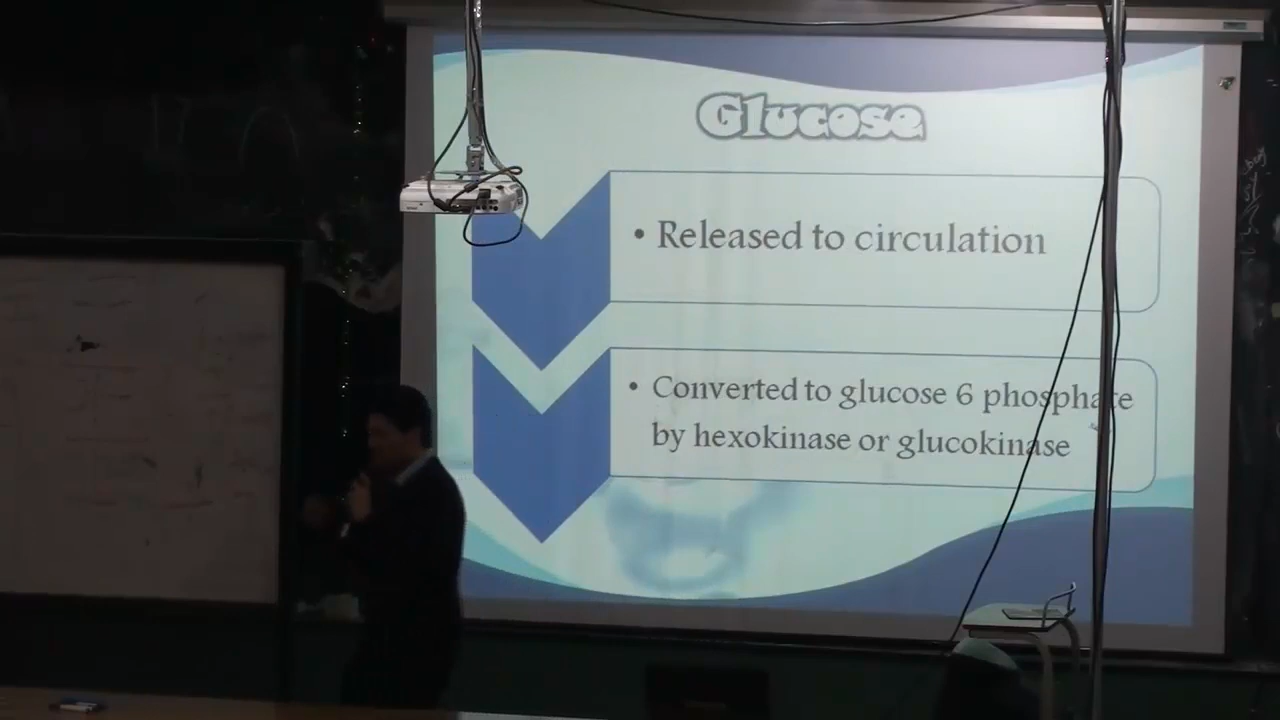 Glucose
• Released to circulation
• Converted to glucose 6 phosphate
by hexokinase or glucokinase